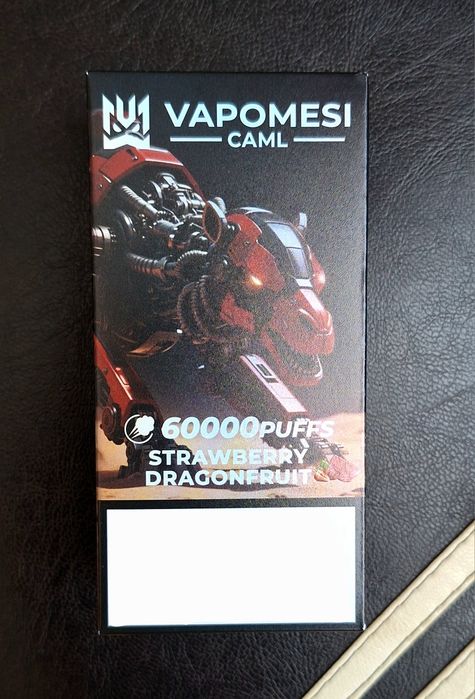 VAPOMESI
CAML
60000PUFFS
STRAWBERRY
DRAGONFRUIT